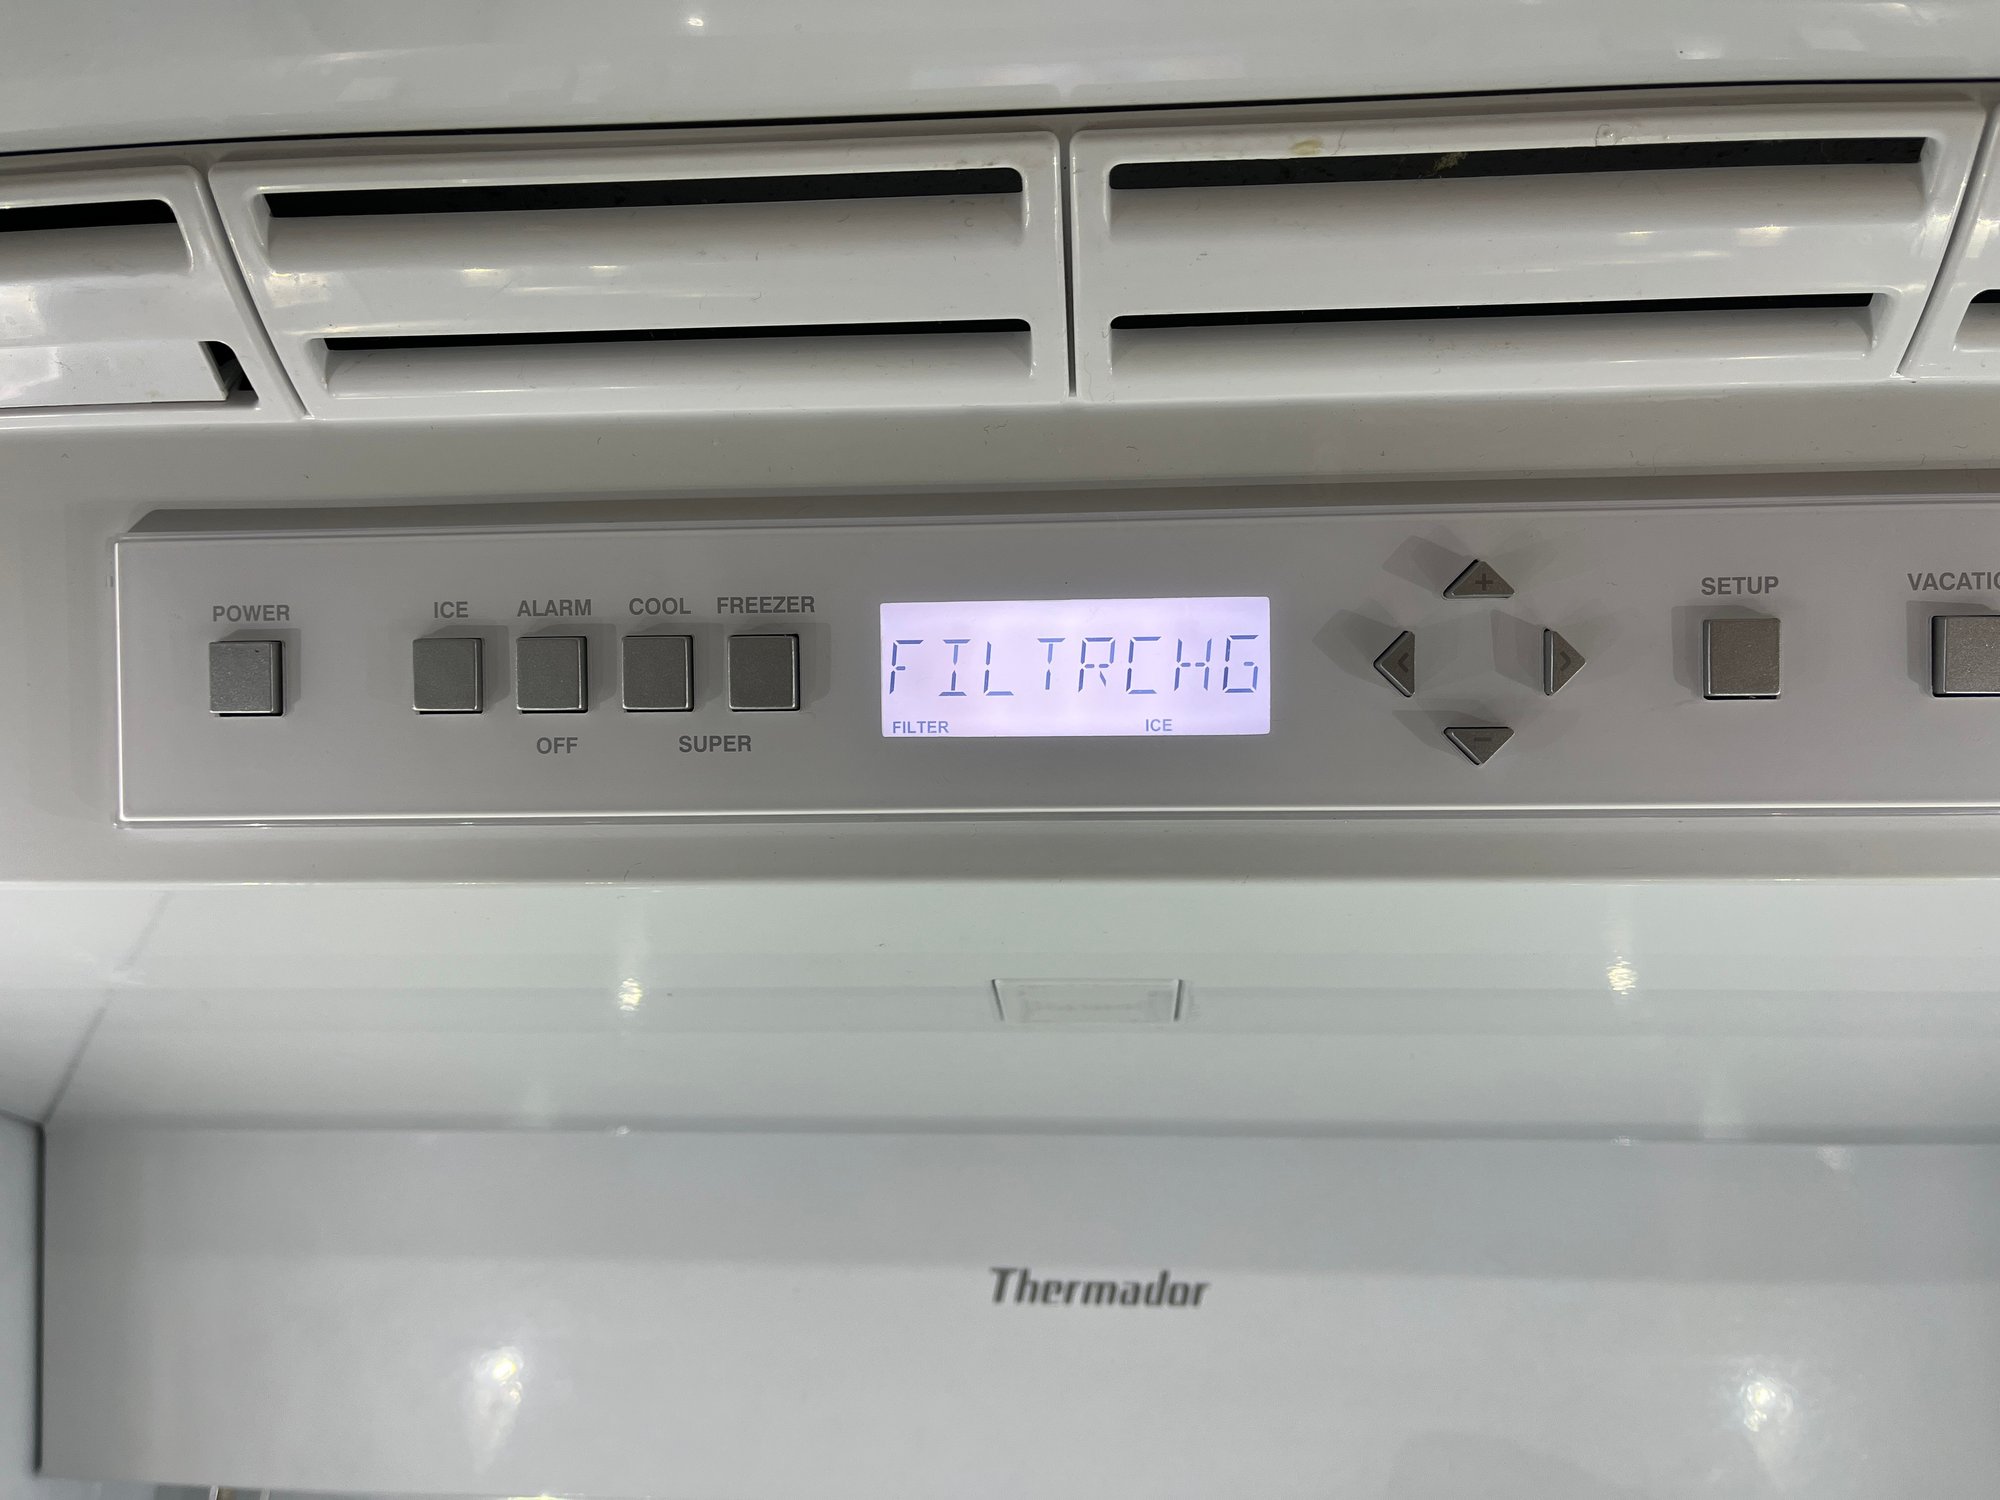 POWER
ICE
ALARM
COOL
FREEZER
OFF
SUPER
FILTRCHG
FILTER
ICE
+
<
>
-
SETUP
VACATIO
Thermador